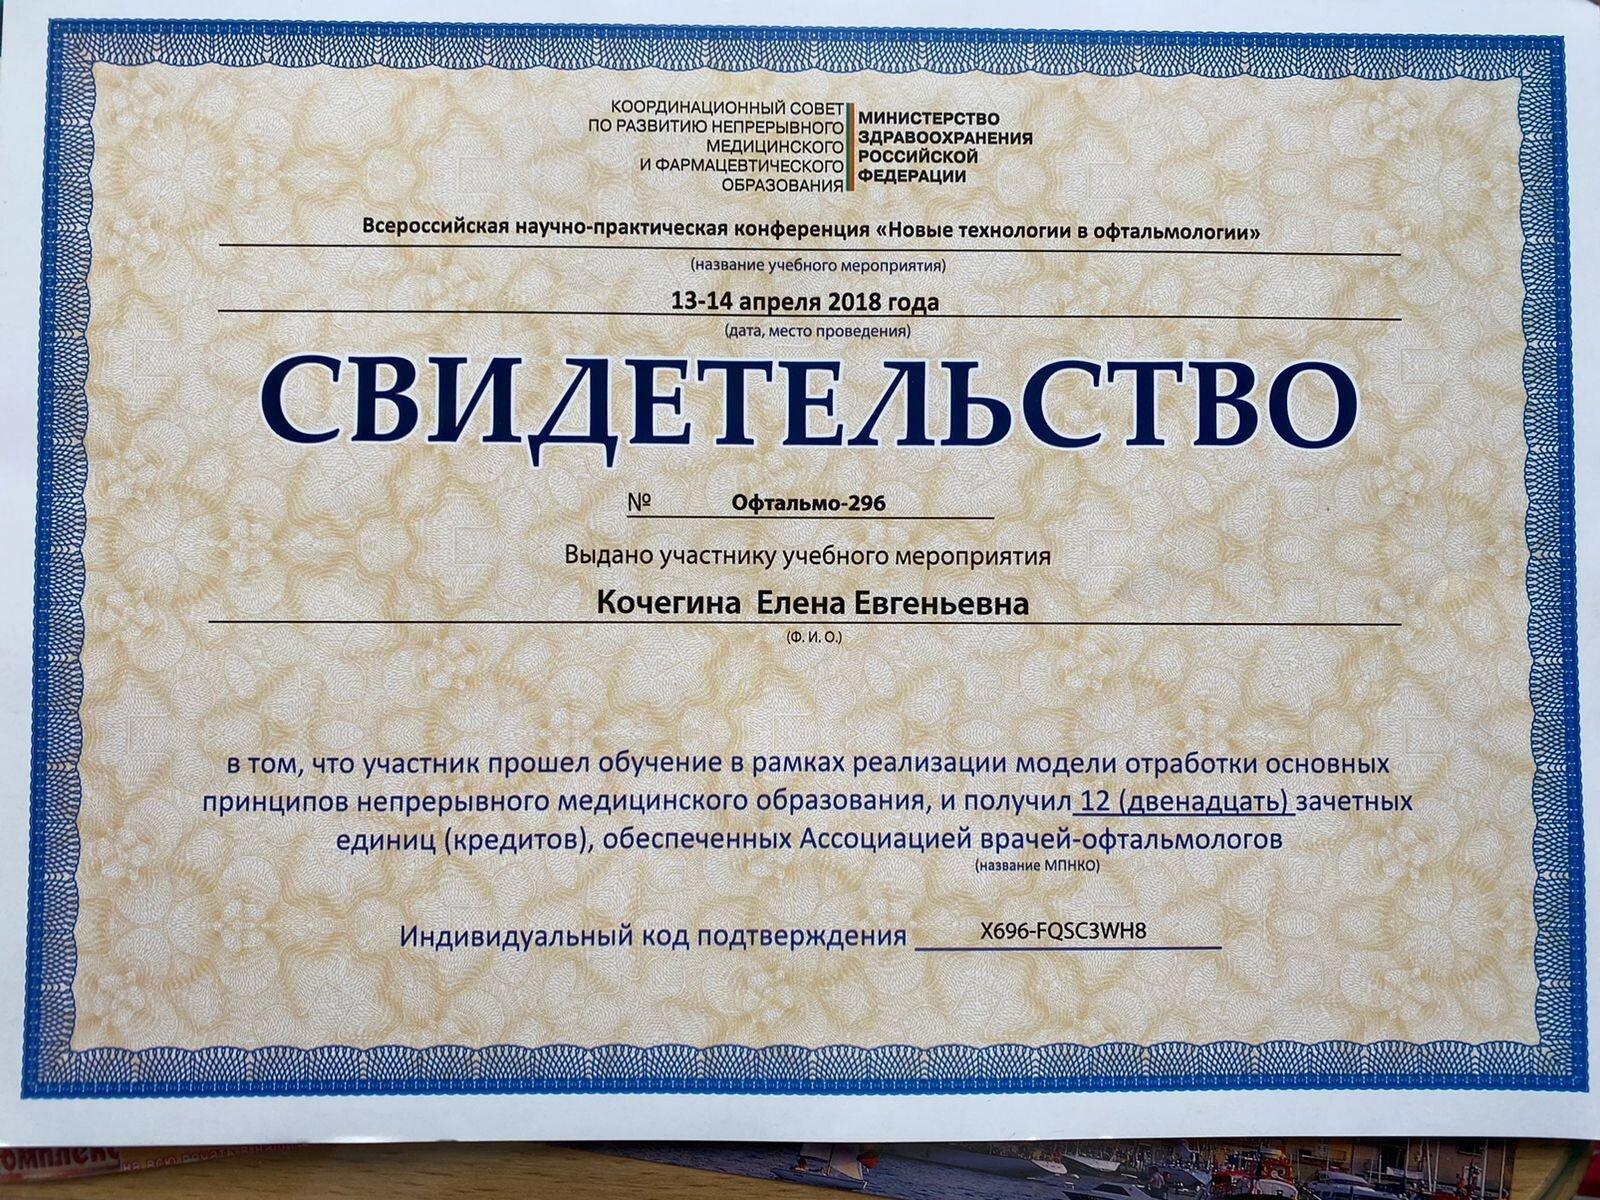 КООРДИНАЦИОННЫЙ СОВЕТ
ПО РАЗВИТИЮ НЕПРЕРЫВНОГО
МЕДИЦИНСКОГО
И ФАРМАЦЕВТИЧЕСКОГО
ОБРАЗОВАНИЯ
МИНИСТЕРСТВО
ЗДРАВООХРАНЕНИЯ
РОССИЙСКОЙ
ФЕДЕРАЦИИ
Всероссийская научно-практическая конференция «Новые технологии в офтальмологии»
(название учебного мероприятия)
13-14 апреля 2018 года
(дата, место проведения)
СВИДЕТЕЛЬСТВО
№ Офтальмо-296
Выдано участнику учебного мероприятия
Кочегина Елена Евгеньевна
(Ф. И. О.)
в том, что участник прошел обучение в рамках реализации модели отработки основных
принципов непрерывного медицинского образования, и получил 12 (двенадцать) зачетных
единиц (кредитов), обеспеченных Ассоциацией врачей-офтальмологов
(название МПНКО)
Индивидуальный код подтверждения X696-FQSC3WH8